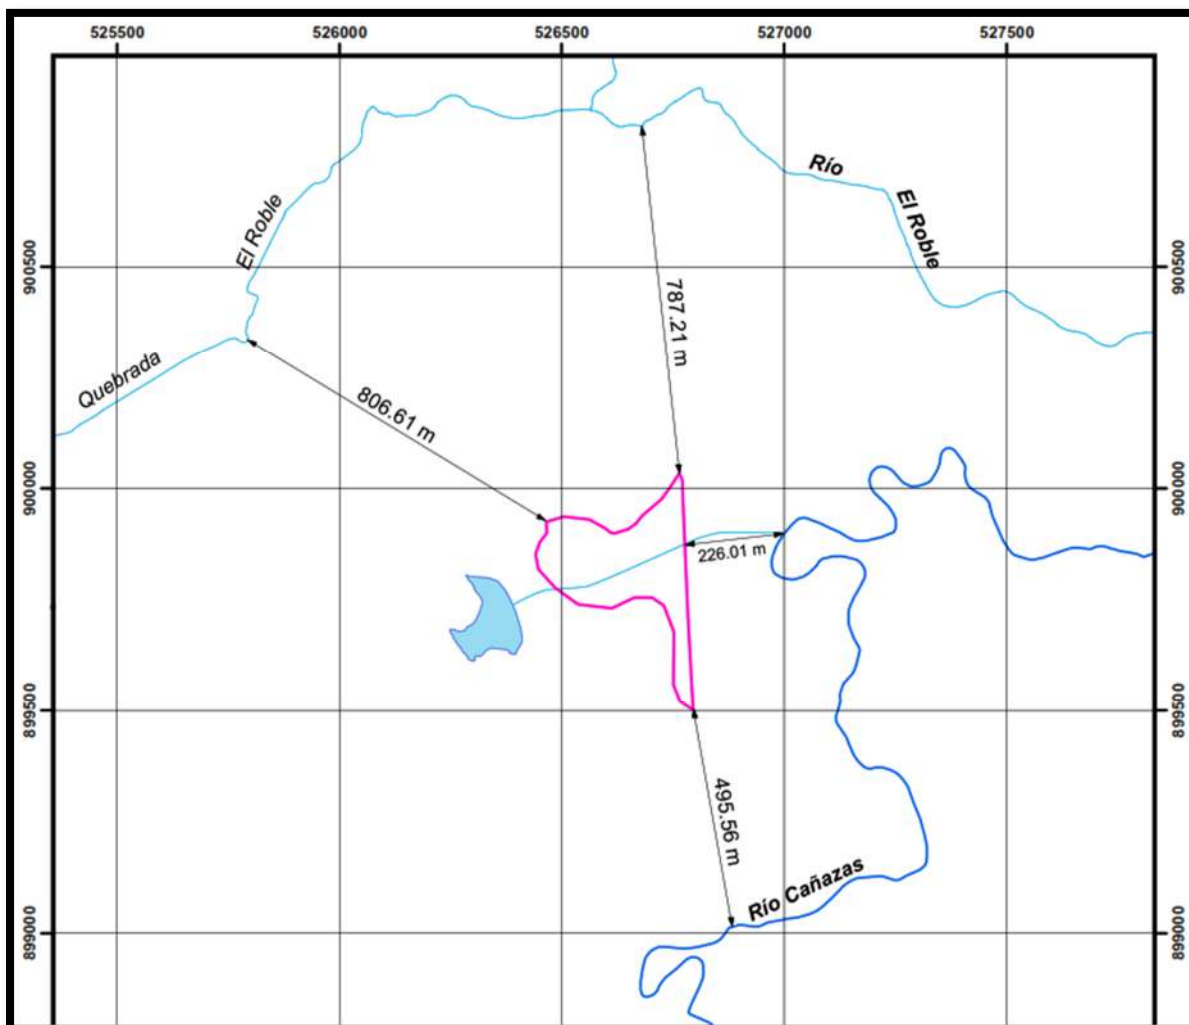 525500 526000 526500 527000 527500
Río
El Roble
El Roble
900500 900500
787.21 m
Quebrada
806.61 m
900000 900000
226.01 m
899500 899500
495.56 m
Río Cañazas
899000 899000